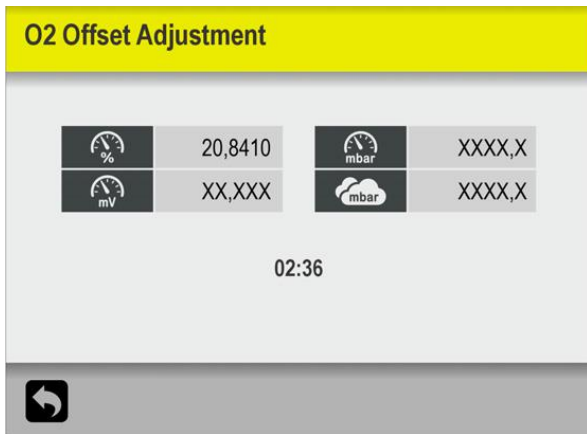 O2 Offset Adjustment
% 20,8410 mbar XXXX,X
mV XX,XXX mbar XXXX,X
02:36